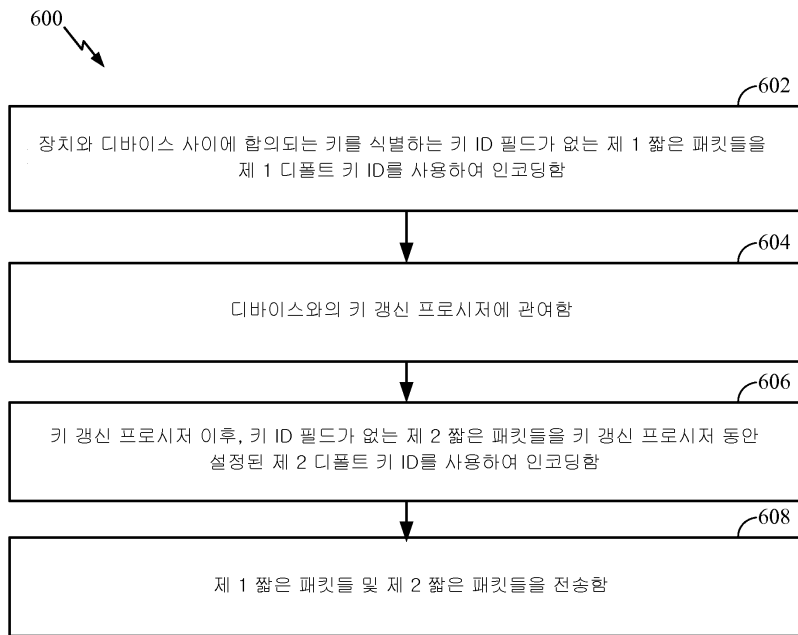 600
602
장치와 디바이스 사이에 합의되는 키를 식별하는 키 ID 필드가 없는 제 1 짧은 패킷들을
제 1 디폴트 키 ID를 사용하여 인코딩함
604
디바이스와의 키 갱신 프로시저에 관여함
606
키 갱신 프로시저 이후, 키 ID 필드가 없는 제 2 짧은 패킷들을 키 갱신 프로시저 동안
설정된 제 2 디폴트 키 ID를 사용하여 인코딩함
608
제 1 짧은 패킷들 및 제 2 짧은 패킷들을 전송함